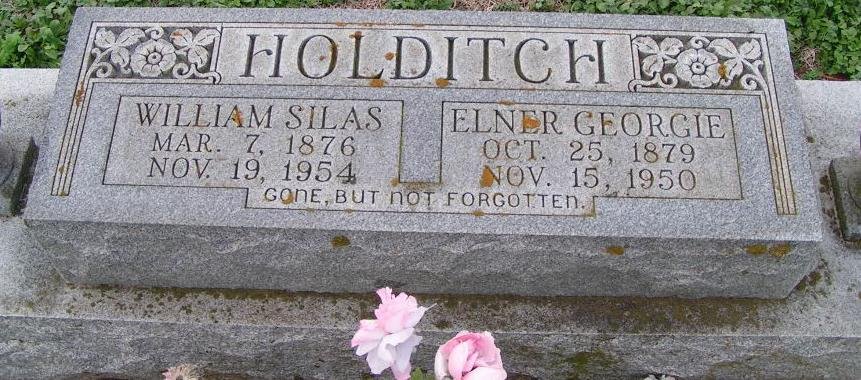 HOLDITCH
WILLIAM SILAS
MAR. 7, 1876
NOV. 19, 1954
ELNER GEORGIE
OCT. 25, 1879
NOV. 15, 1950
GONE, BUT NOT FORGOTTEN.